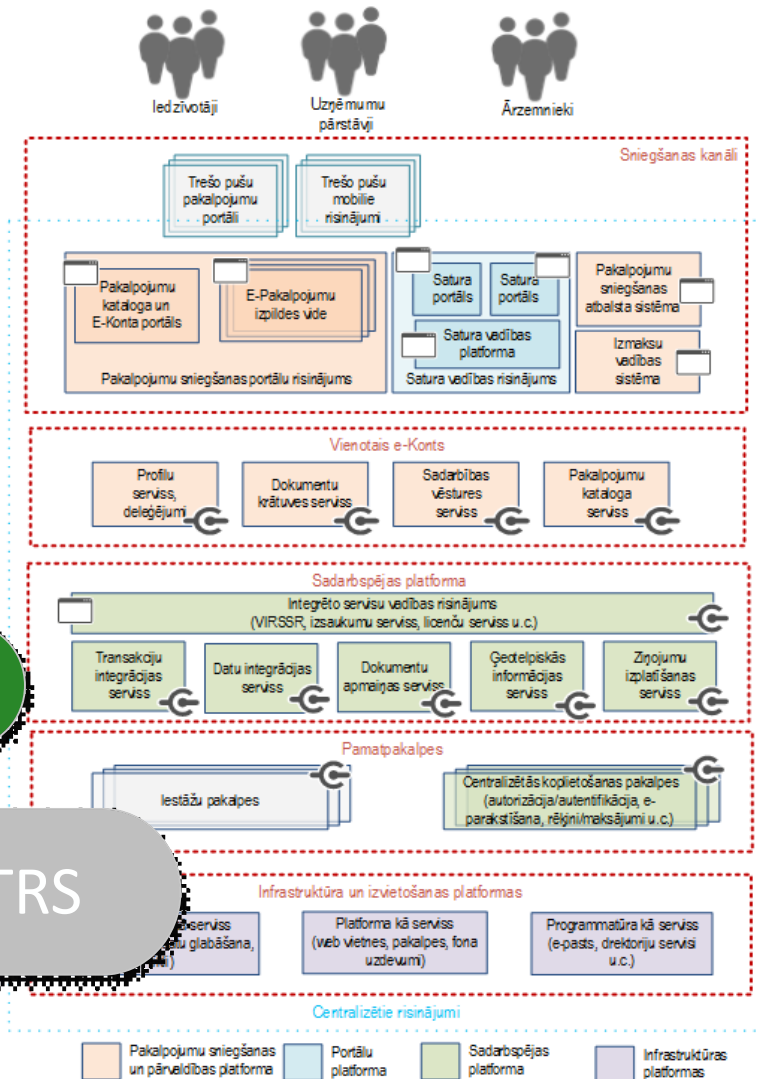 Iedzīvotāji
Uzņēmumu
pārstāvji
Ārzemnieki
Sniegšanas kanāli
Trešo pušu
pakalpojumu
portāli
Trešo pušu
mobilie
risinājumi
Pakalpojumu
kataloga un
E-Konta portāls
E-Pakalpojumu
izpildes vide
Pakalpojumu sniegšanas portālu risinājums
Satura
portāls
Satura
portāls
Satura vadības
platforma
Satura vadības risinājums
Pakalpojumu
sniegšanas
atbalsta sistēma
Izmaksu
vadības
sistēma
Vienotais e-Konts
Profilu
serviss,
deleģējumi
Dokumentu
krātuves serviss
Sadarbības
vēstures
serviss
Pakalpojumu
kataloga
serviss
Sadarbspējas platforma
Integrēto servisu vadības risinājums
(VIRSSR, izsaukumu serviss, licenču serviss u.c.)
Transakciju
integrācijas
serviss
Datu integrācijas
serviss
Dokumentu
apmaiņas serviss
Ģeotelpiskās
informācijas
serviss
Ziņojumu
izplatīšanas
serviss
Pamatpakalpes
Iestāžu pakalpes
Centralizētās koplietošanas pakalpes
(autorizācija/autentifikācija, e-
parakstīšana, rēķini/maksājumi u.c.)
TRS
Infrastruktūra un izvietošanas platformas
serviss
glabāšana,
Platforma kā serviss
(web vietnes, pakalpes, fona
uzdevumi)
Programmatūra kā serviss
(e-pasts, drektoriju servisi
u.c.)
Centralizētie risinājumi
Pakalpojumu sniegšanas
un pārvaldības platforma
Portālu
platforma
Sadarbspējas
platforma
Infrastruktūras
platformas